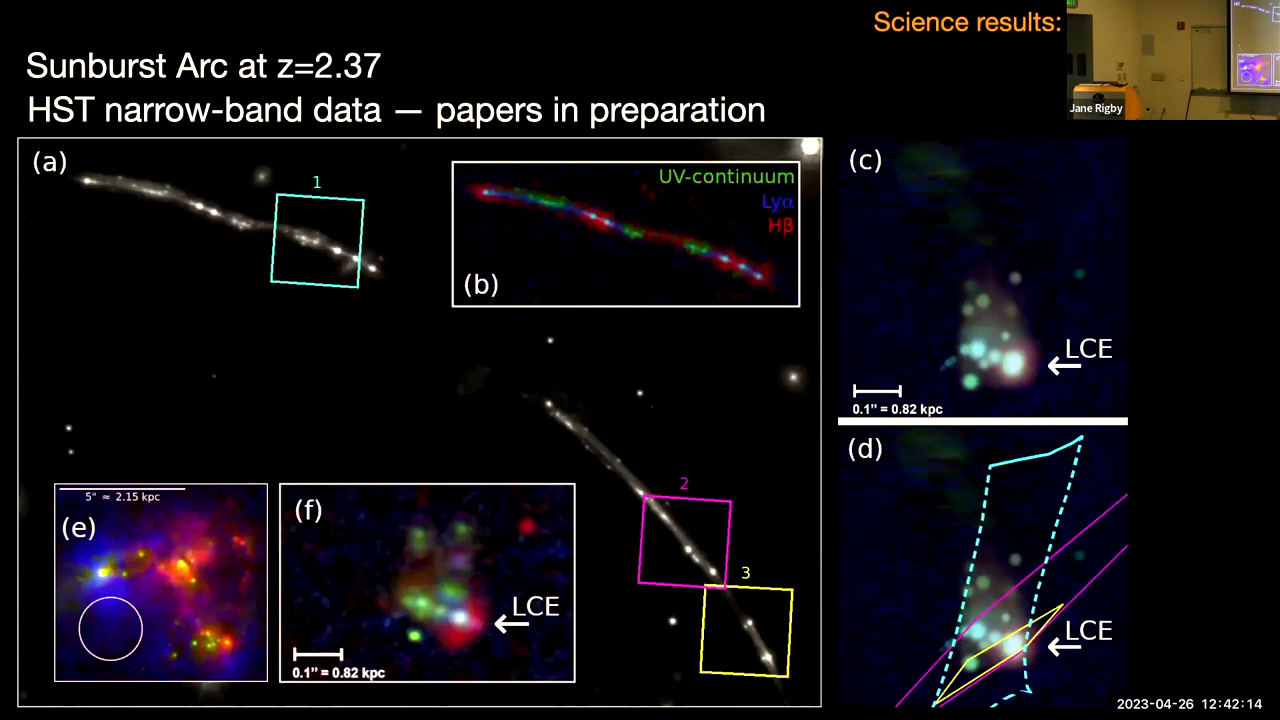 Science results:
Jane Rigby
Sunburst Arc at z=2.37
HST narrow-band data — papers in preparation
(a)
1
UV-continuum
Lyα
Hβ
(b)
(c)
LCE
0.1” = 0.82 kpc
2
3
5" ≈ 2.15 kpc
(e)
(f)
LCE
0.1” = 0.82 kpc
(d)
LCE
2023-04-26 12:42:14